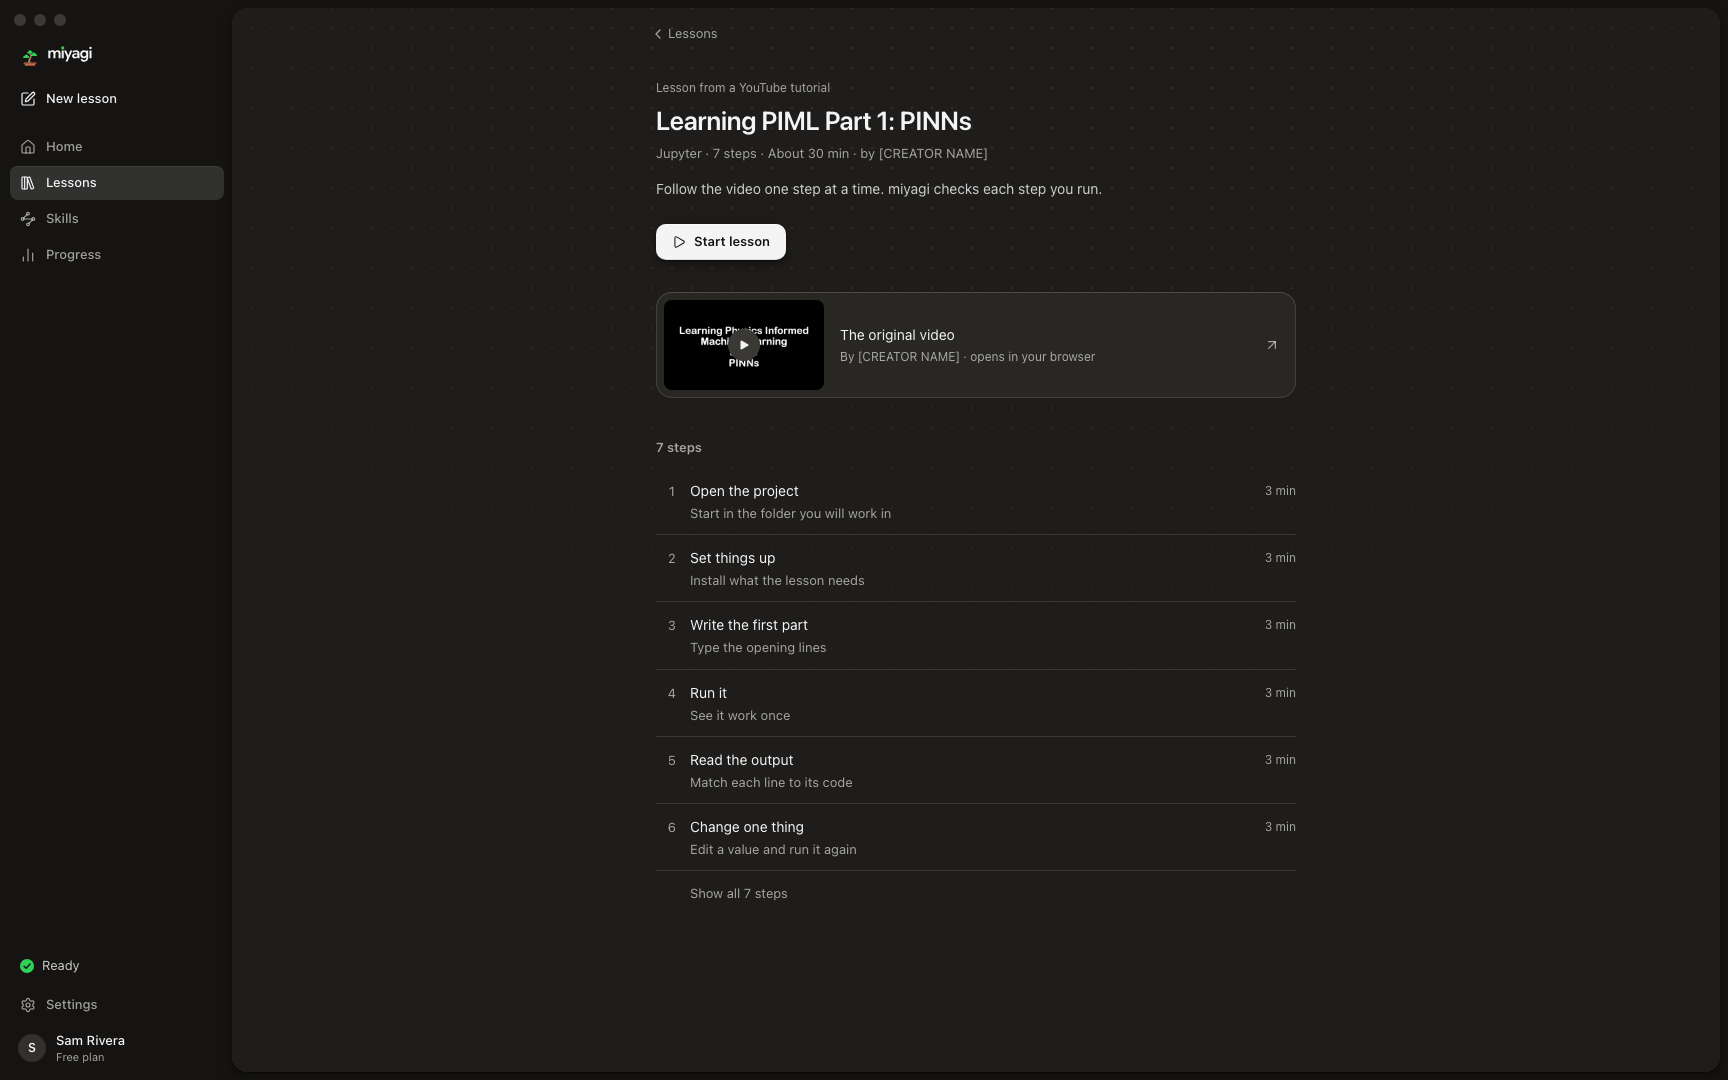 miyagi
New lesson
Home
Lessons
Skills
Progress
Ready
Settings
S
Sam Rivera
Free plan
Lessons
Lesson from a YouTube tutorial
Learning PIML Part 1: PINNs
Jupyter · 7 steps · About 30 min · by [CREATOR NAME]
Follow the video one step at a time. miyagi checks each step you run.
Start lesson
Learning Physics Informed
PINNs
The original video
By [CREATOR NAME] · opens in your browser
7 steps
1 Open the project 3 min
Start in the folder you will work in
2 Set things up 3 min
Install what the lesson needs
3 Write the first part 3 min
Type the opening lines
4 Run it 3 min
See it work once
5 Read the output 3 min
Match each line to its code
6 Change one thing 3 min
Edit a value and run it again
Show all 7 steps